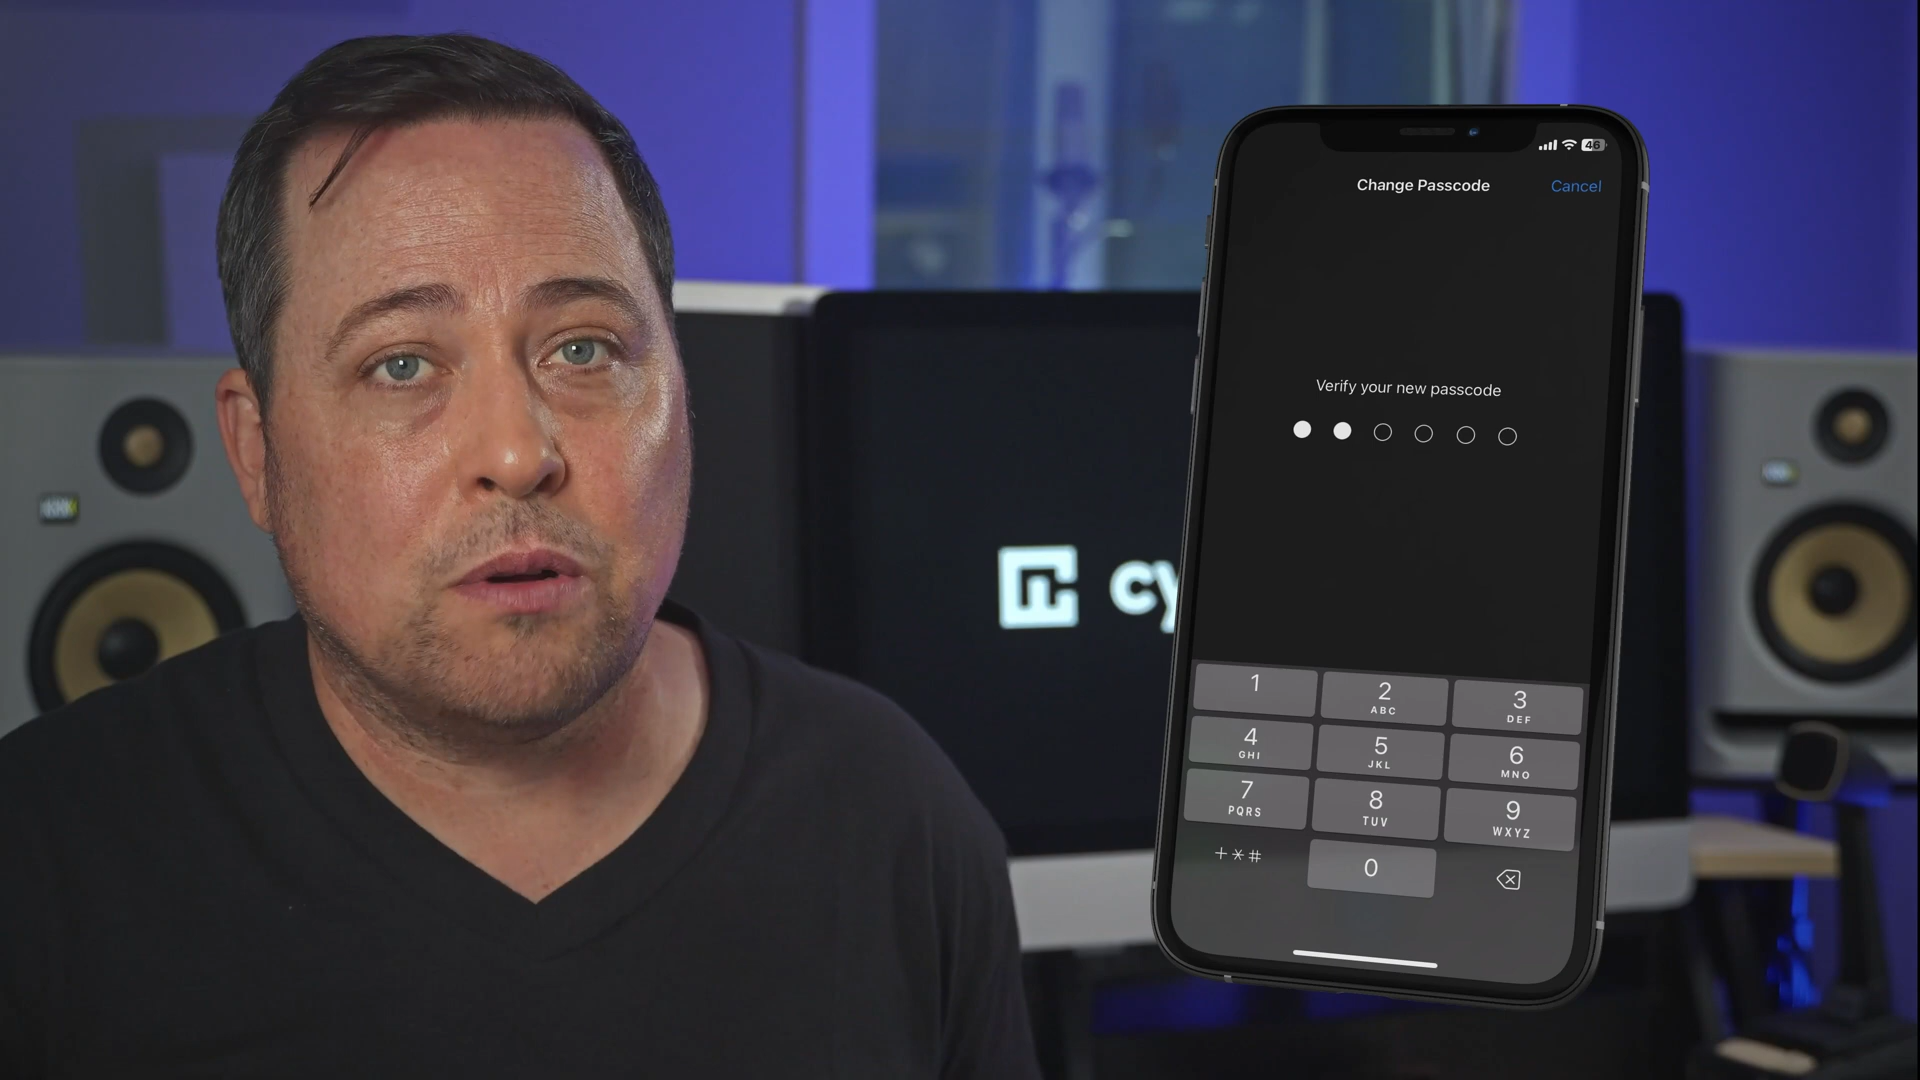 46
Change Passcode
Cancel
Verify your new passcode
cy
1
2
ABC
3
DEF
4
GHI
5
JKL
6
MNO
7
PQRS
8
TUV
9
WXYZ
+*#
0